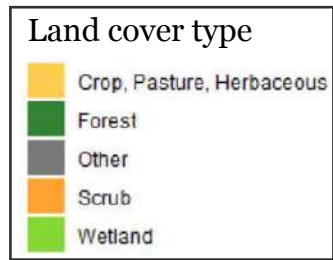 Land cover type
Crop, Pasture, Herbaceous
Forest
Other
Scrub
Wetland